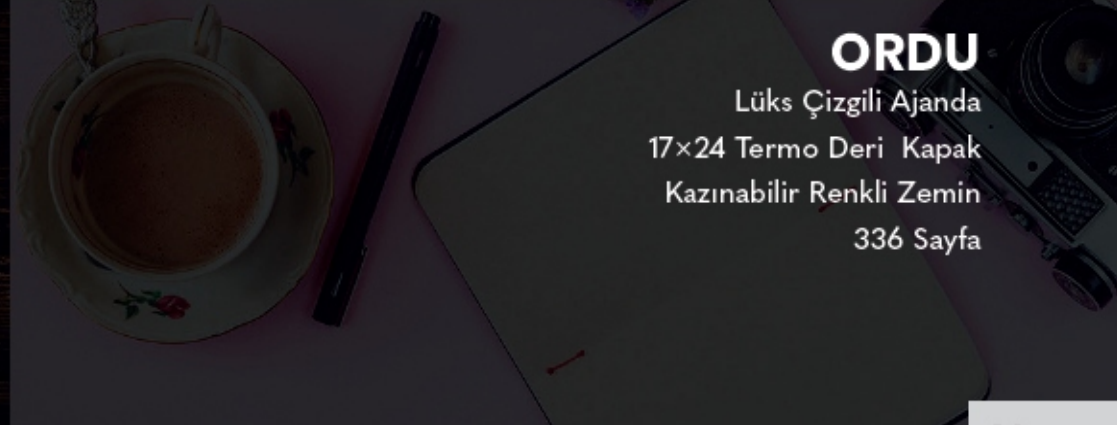 ORDU
Lüks Çizgili Ajanda
17×24 Termo Deri Kapak
Kazınabilir Renkli Zemin
336 Sayfa